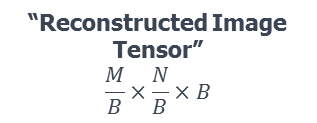 “Reconstructed Image
Tensor”
M/B × N/B × B